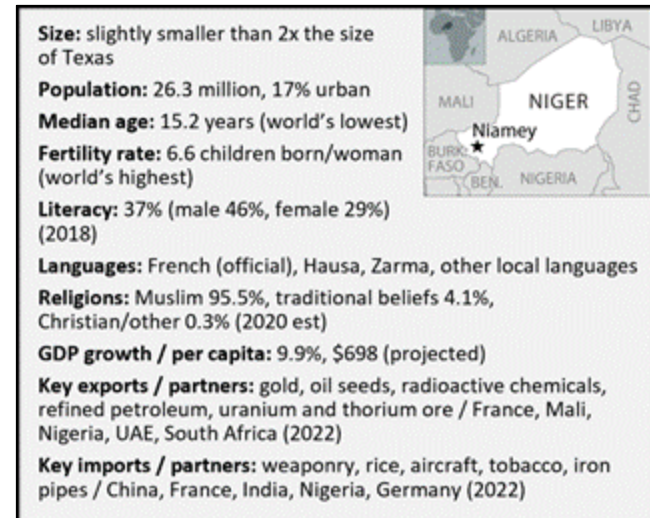 Size: slightly smaller than 2x the size
of Texas
Population: 26.3 million, 17% urban
Median age: 15.2 years (world's lowest)
Fertility rate: 6.6 children born/woman
(world's highest)
Literacy: 37% (male 46%, female 29%)
(2018)
Languages: French (official), Hausa, Zarma, other local languages
Religions: Muslim 95.5%, traditional beliefs 4.1%,
Christian/other 0.3% (2020 est)
GDP growth / per capita: 9.9%, $698 (projected)
Key exports / partners: gold, oil seeds, radioactive chemicals,
refined petroleum, uranium and thorium ore / France, Mali,
Nigeria, UAE, South Africa (2022)
Key imports / partners: weaponry, rice, aircraft, tobacco, iron
pipes / China, France, India, Nigeria, Germany (2022)
ALGERIA
LIBYA
MALI
NIGER
CHAD
Niamey
BURK.
FASO
BEN.
NIGERIA